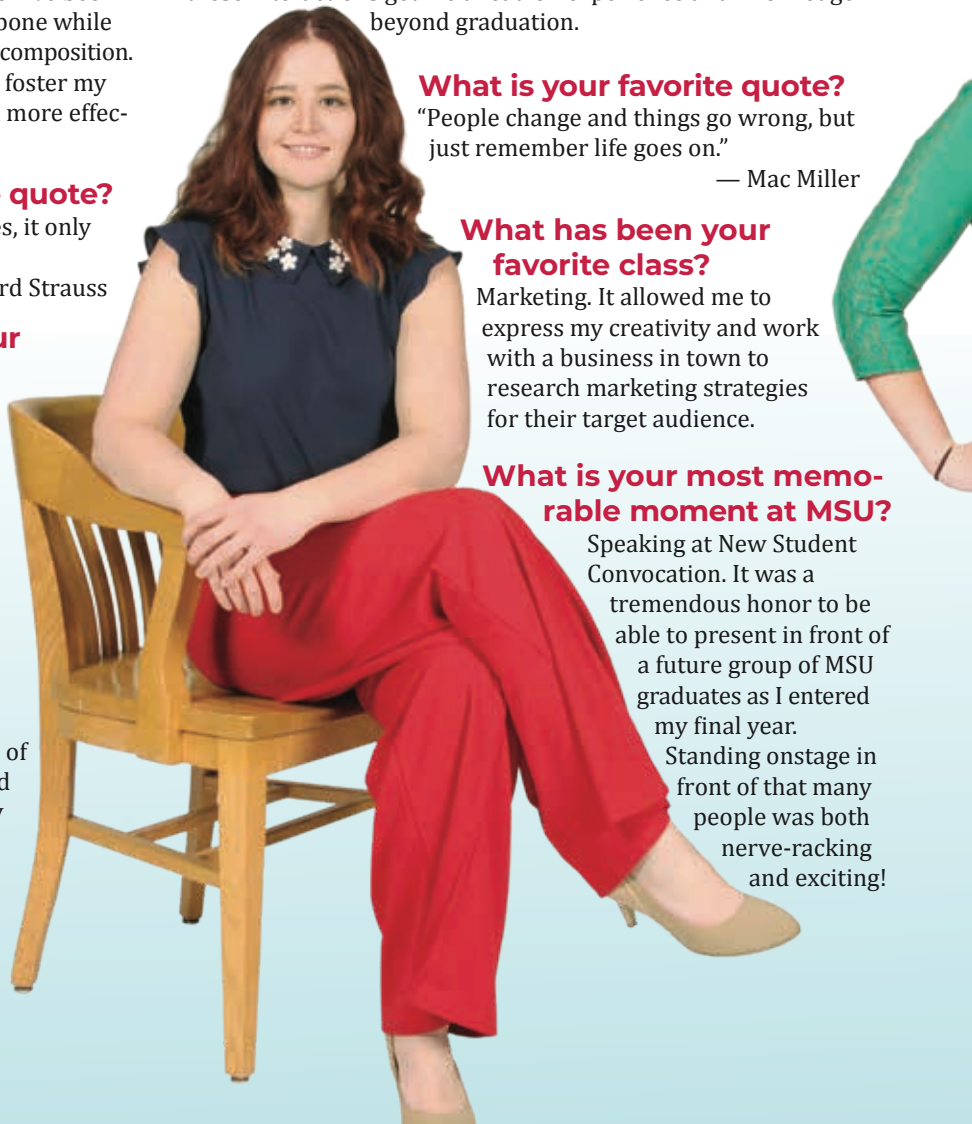 bone while
composition.
foster my
more effec-
quote?
es, it only
rd Strauss
ur
of
d
y
beyond graduation.
What is your favorite quote?
“People change and things go wrong, but
just remember life goes on.”
— Mac Miller
What has been your
favorite class?
Marketing. It allowed me to
express my creativity and work
with a business in town to
research marketing strategies
for their target audience.
What is your most memo-
rable moment at MSU?
Speaking at New Student
Convocation. It was a
tremendous honor to be
able to present in front of
a future group of MSU
graduates as I entered
my final year.
Standing onstage in
front of that many
people was both
nerve-racking
and exciting!